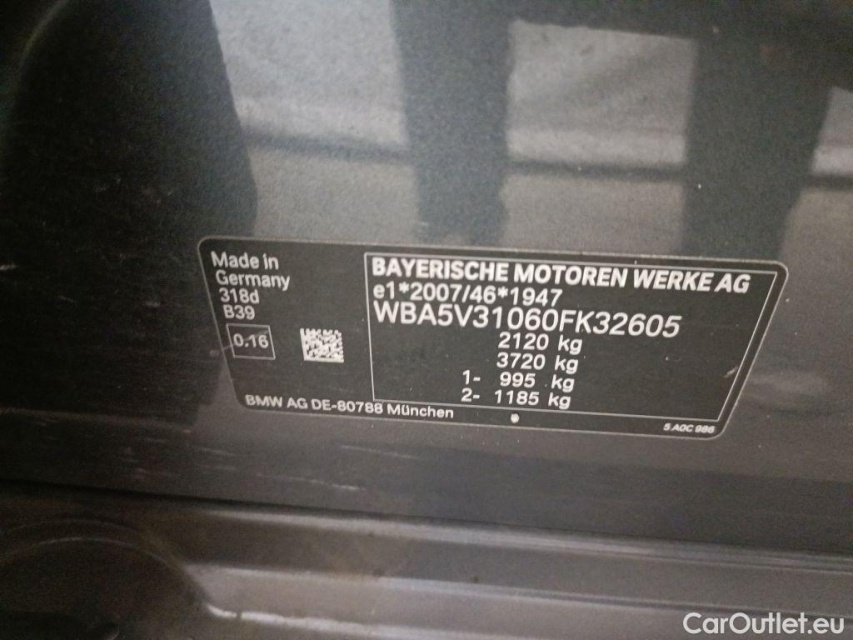 Made in
Germany
318d
B39
0.16
BMW AG DE-80788 München
BAYERISCHE MOTOREN WERKE AG
e1*2007/46*1947
WBA5V31060FK32605
2120 kg
3720 kg
1- 995 kg
2- 1185 kg
5 A0C 986
CarOutlet.eu